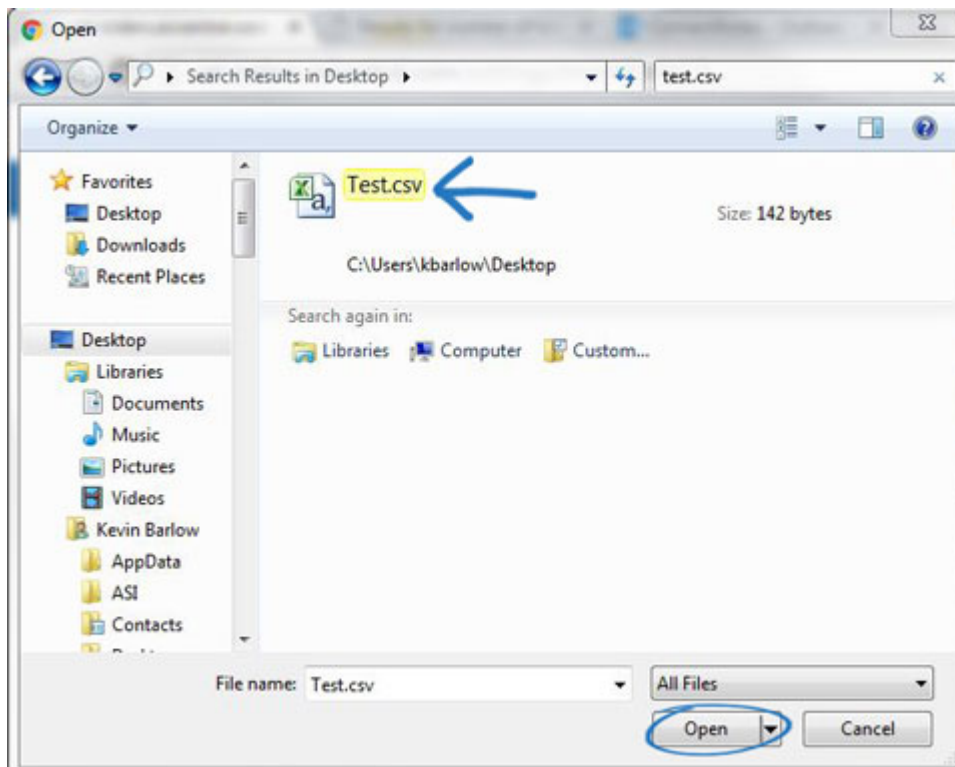 Open
Search Results in Desktop
test.csv
Organize
Favorites
Desktop
Downloads
Recent Places
Desktop
Libraries
Documents
Music
Pictures
Videos
Kevin Barlow
AppData
ASI
Contacts
Test.csv
Size: 142 bytes
C:\Users\kbarlow\Desktop
Search again in:
Libraries Computer Custom...
File name: Test.csv
All Files
Open Cancel